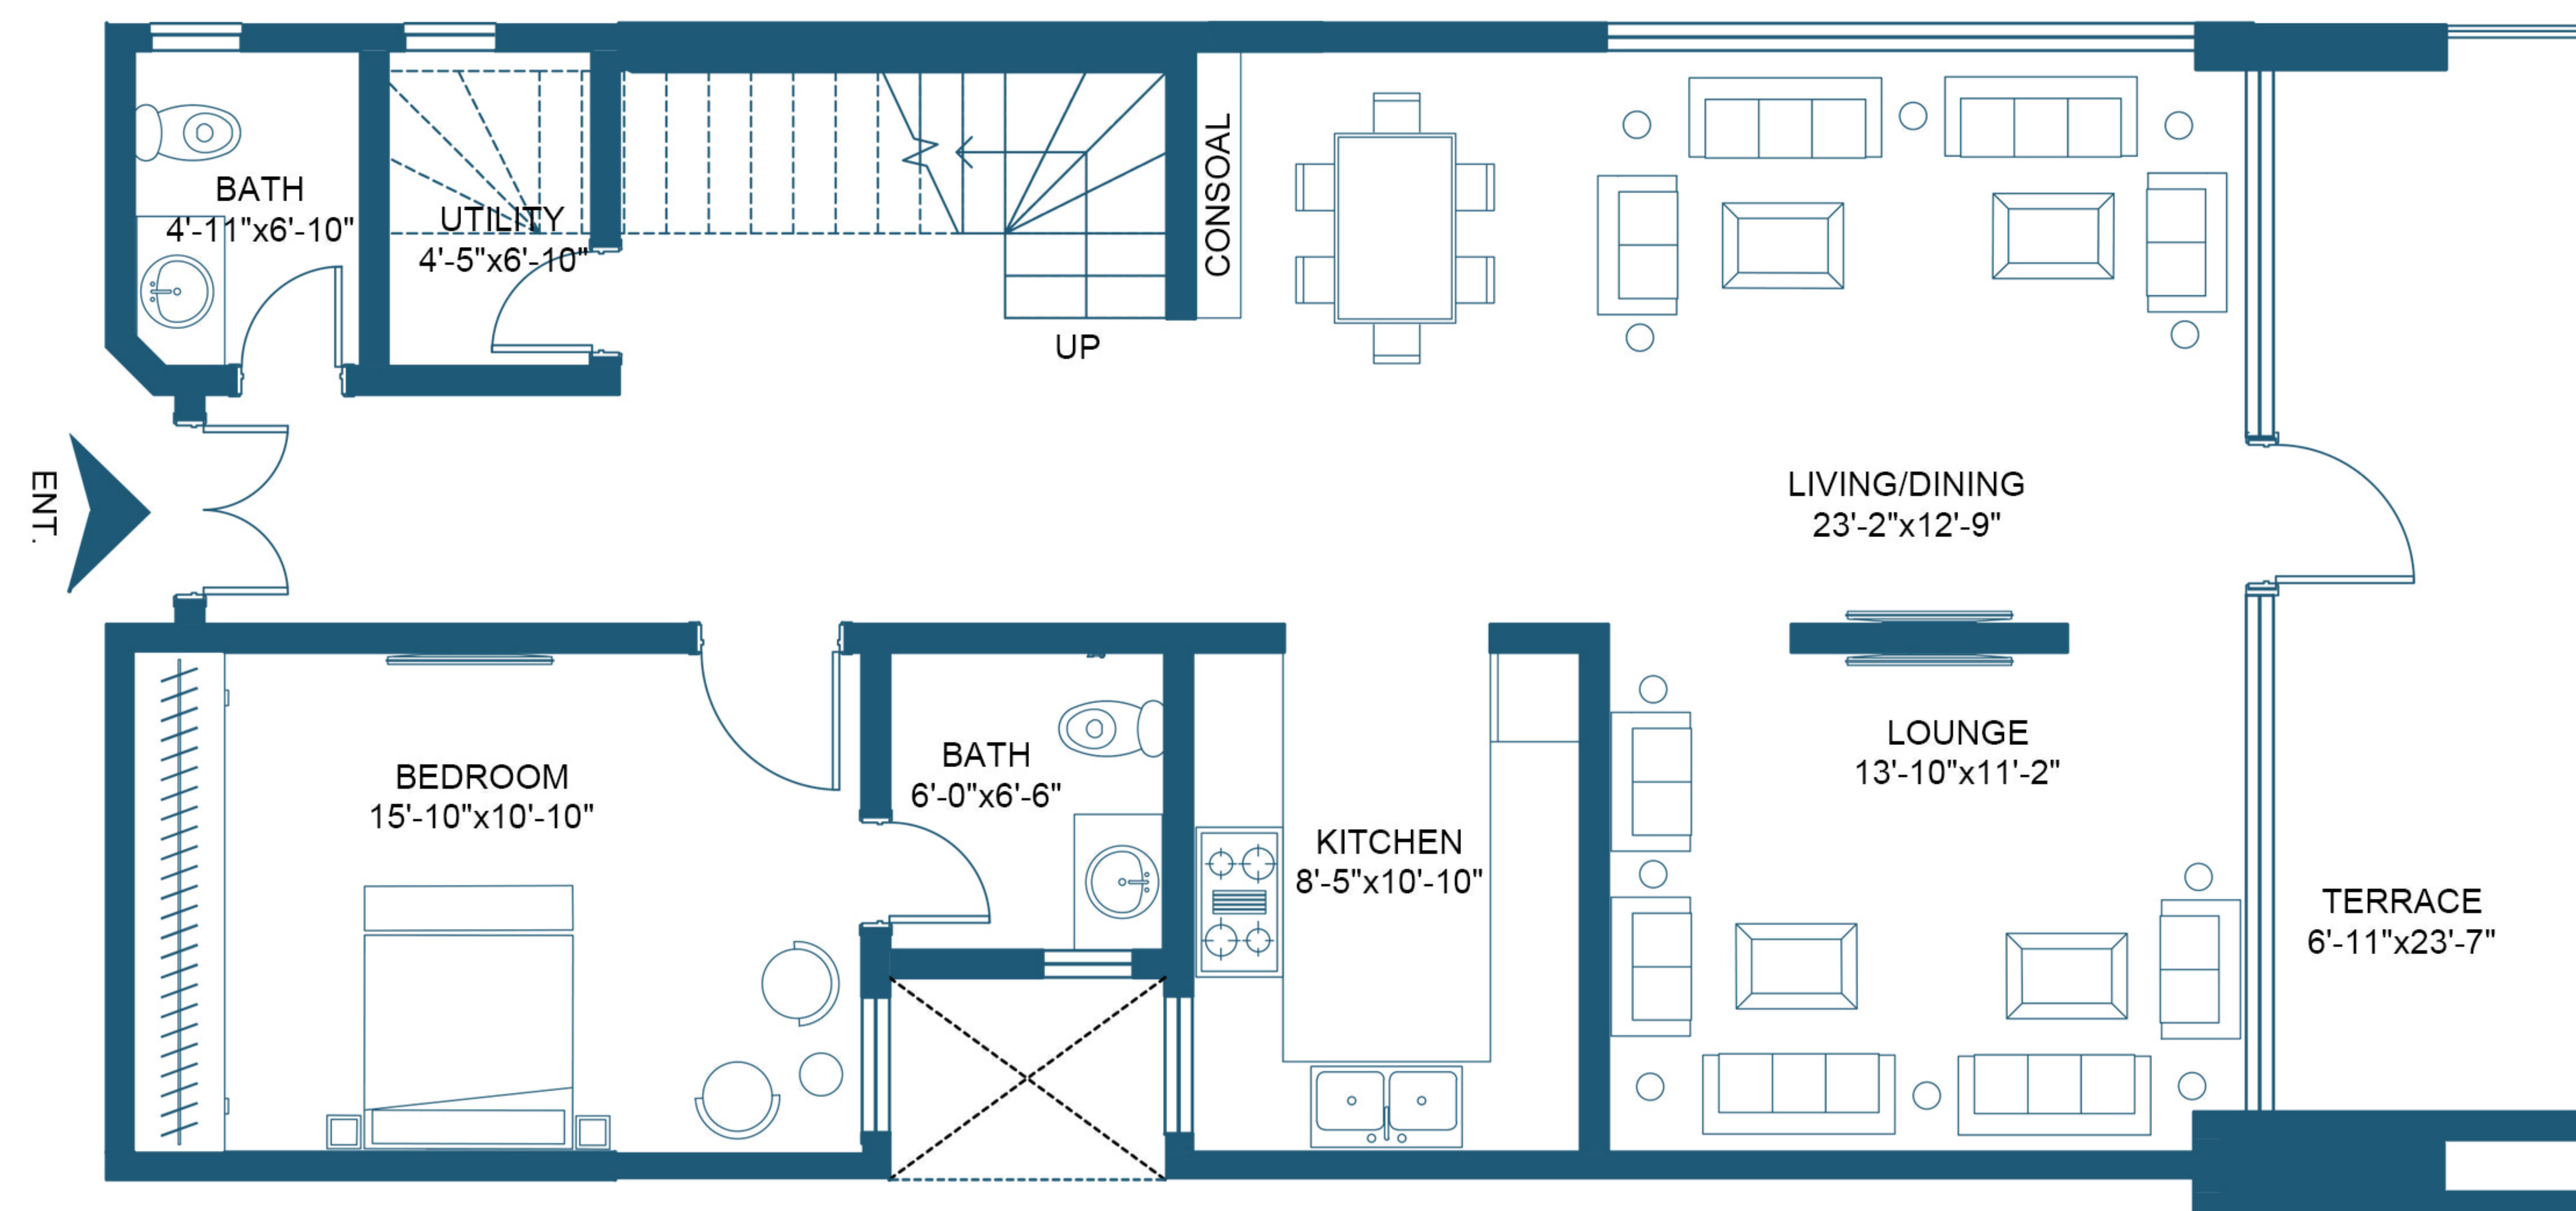 BATH
4'-11"x6'-10"
UTILITY
4'-5"x6'-10"
CONSOAL
UP
ENT.
LIVING/DINING
23'-2"x12'-9"
BEDROOM
15'-10"x10'-10"
BATH
6'-0"x6'-6"
KITCHEN
8'-5"x10'-10"
LOUNGE
13'-10"x11'-2"
TERRACE
6'-11"x23'-7"